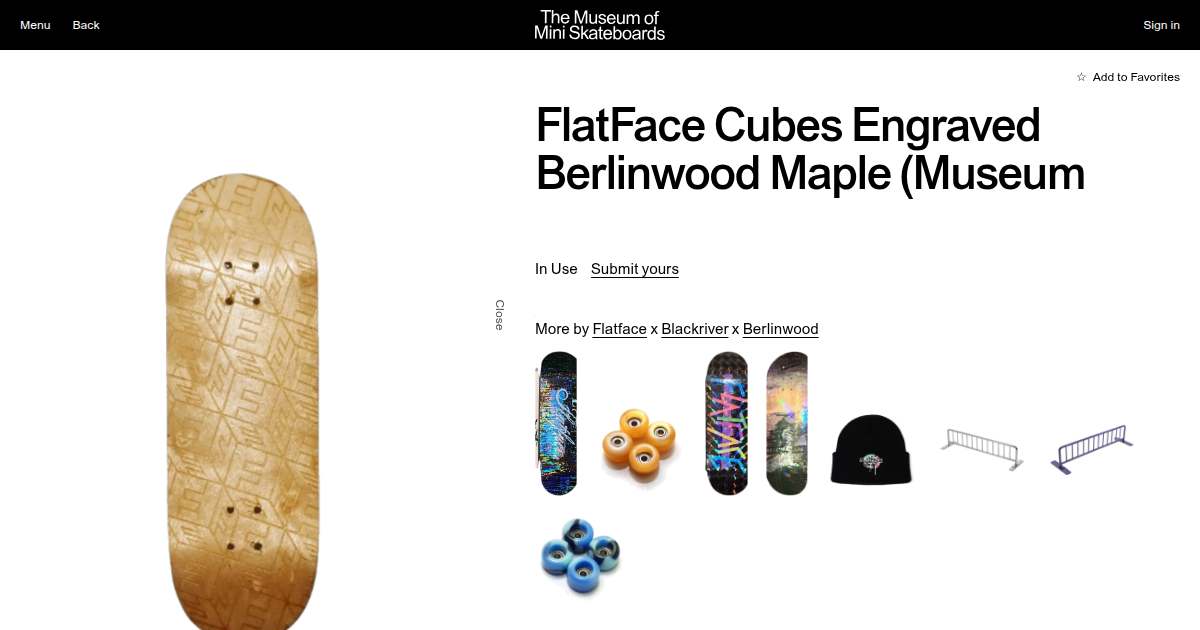 Menu
Back
The Museum of
Mini Skateboards
Sign in
☆ Add to Favorites
FlatFace Cubes Engraved
Berlinwood Maple (Museum
In Use
Submit yours
Close
More by Flatface x Blackriver x Berlinwood